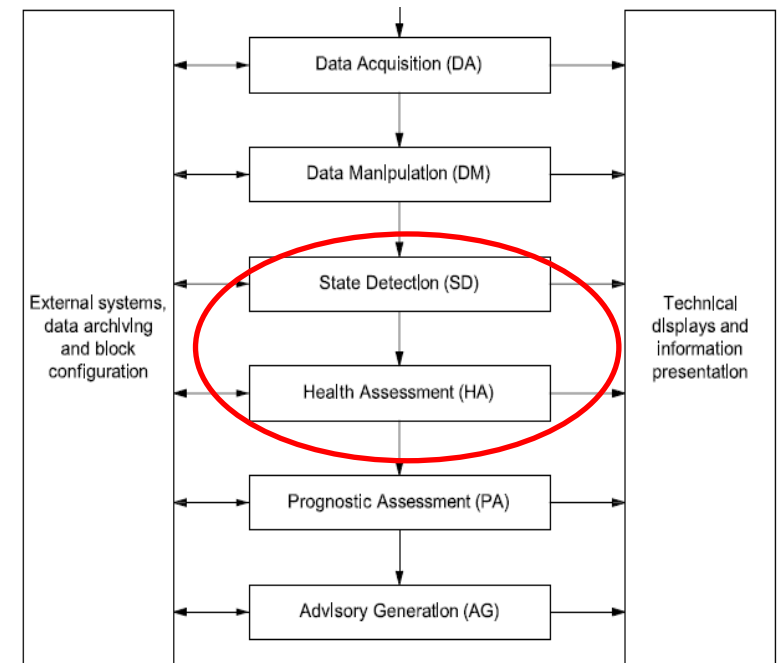 Data Acquisition (DA)
Data Manipulation (DM)
State Detection (SD)
Health Assessment (HA)
Prognostic Assessment (PA)
Advisory Generation (AG)
External systems,
data archiving
and block
configuration
Technical
displays and
information
presentation